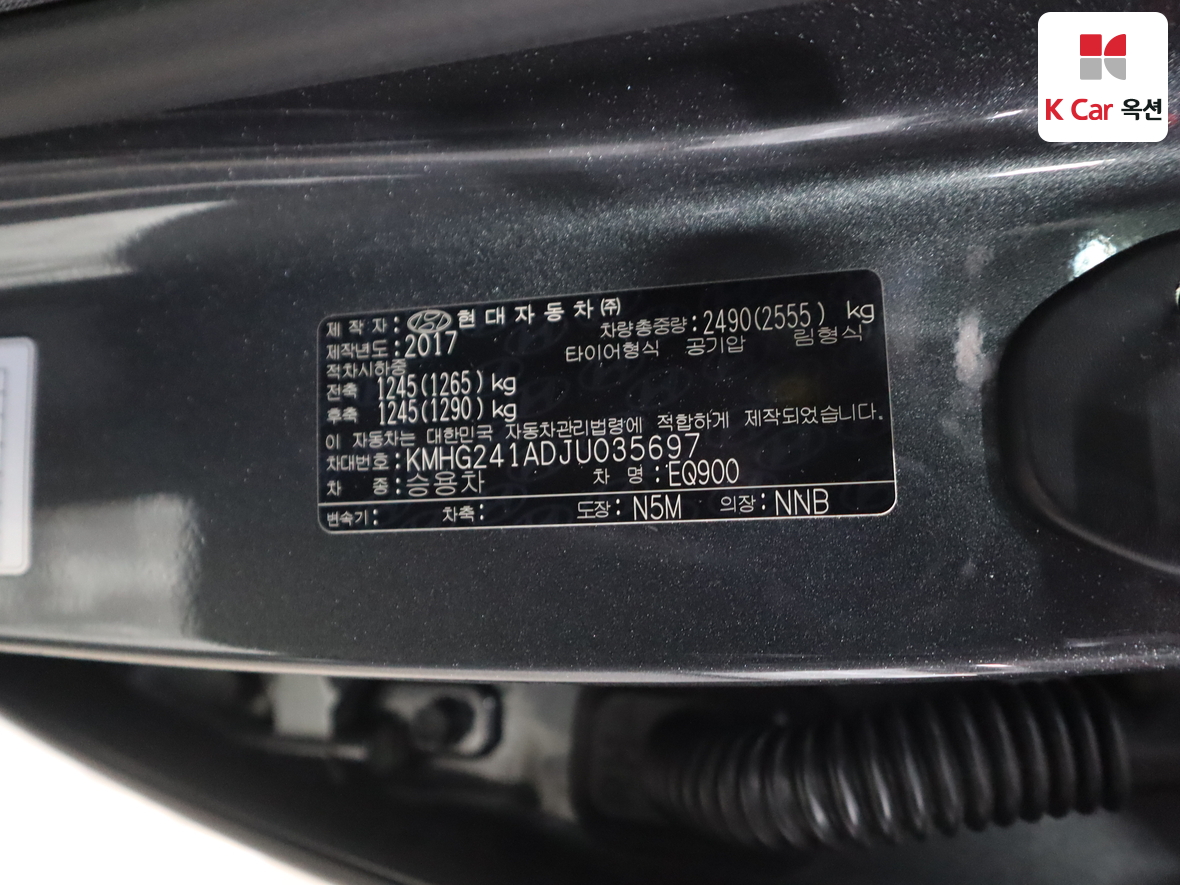 K Car 옥션
제 작 자 : 현 대 자 동 차 ㈜
차량총중량 : 2490(2555) kg
제작년도 : 2017
타이어형식 공기압 림형식
적차시하중
전축 1245(1265) kg
후축 1245(1290) kg
이 자동차는 대한민국 자동차관리법령에 적합하게 제작되었습니다.
차대번호 : KMHG241ADJU035697
차 종 : 승용차 차 명 : EQ900
변속기 : 차축 : 도장 : N5M 의장 : NNB